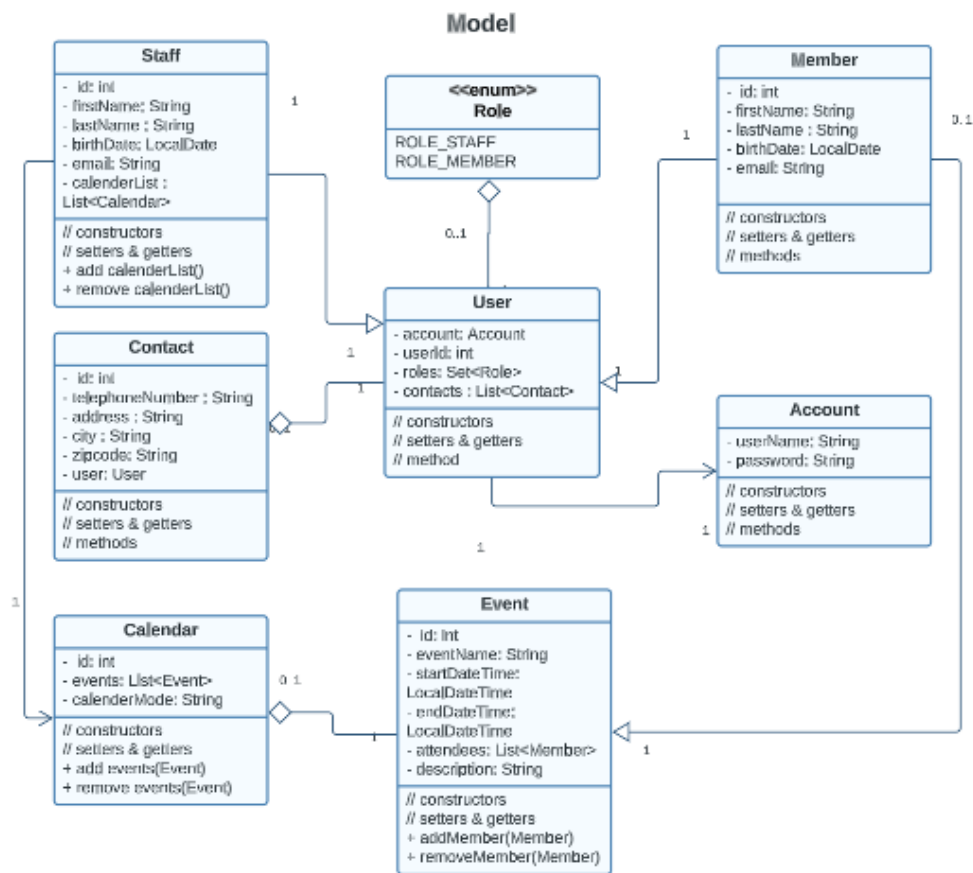 Model
Staff
- id: int
- firstName: String
- lastName : String
- birthDate: LocalDate
- email: String
- calenderList :
List<Calendar>
// constructors
// setters & getters
+ add calenderList()
+ remove calenderList()
1
<<enum>>
Role
ROLE_STAFF
ROLE_MEMBER
0..1
Member
- id: int
- firstName: String
- lastName : String
- birthDate: LocalDate
- email: String
// constructors
// setters & getters
// methods
1
0..1
User
- account: Account
- userId: int
- roles: Set<Role>
- contacts : List<Contact>
// constructors
// setters & getters
// method
1
1
1
Contact
- id: int
- telephoneNumber : String
- address : String
- city : String
- zipcode: String
- user: User
// constructors
// setters & getters
// methods
Account
- userName: String
- password: String
// constructors
// setters & getters
// methods
1
1
1
Calendar
- id: int
- events: List<Event>
- calenderMode: String
// constructors
// setters & getters
+ add events(Event)
+ remove events(Event)
0..1
1
Event
- id: Int
- eventName: String
- startDateTime:
LocalDateTime
- endDateTime:
LocalDateTime
- attendees: List<Member>
- description: String
// constructors
// setters & getters
+ addMember(Member)
+ removeMember(Member)
1